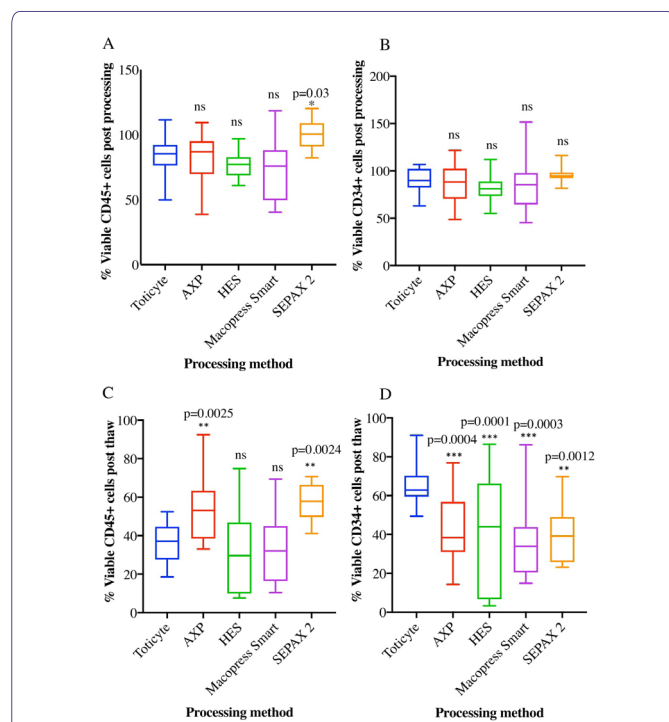 A
% Viable CD45+ cells post processing
150
100
50
0
ns
ns
ns
p=0.03
*
Toticyte
AXP
HES
Macopress Smart
SEPAX 2
Processing method
B
% Viable CD34+ cells post processing
200
150
100
50
0
ns
ns
ns
ns
Toticyte
AXP
HES
Macopress Smart
SEPAX 2
Processing method
C
% Viable CD45+ cells post thaw
100
80
60
40
20
0
p=0.0025
**
ns
ns
p=0.0024
**
Toticyte
AXP
HES
Macopress Smart
SEPAX 2
Processing method
D
% Viable CD34+ cells post thaw
100
80
60
40
20
0
p=0.0004
***
p=0.0001
***
p=0.0003
***
p=0.0012
**
Toticyte
AXP
HES
Macopress Smart
SEPAX 2
Processing method